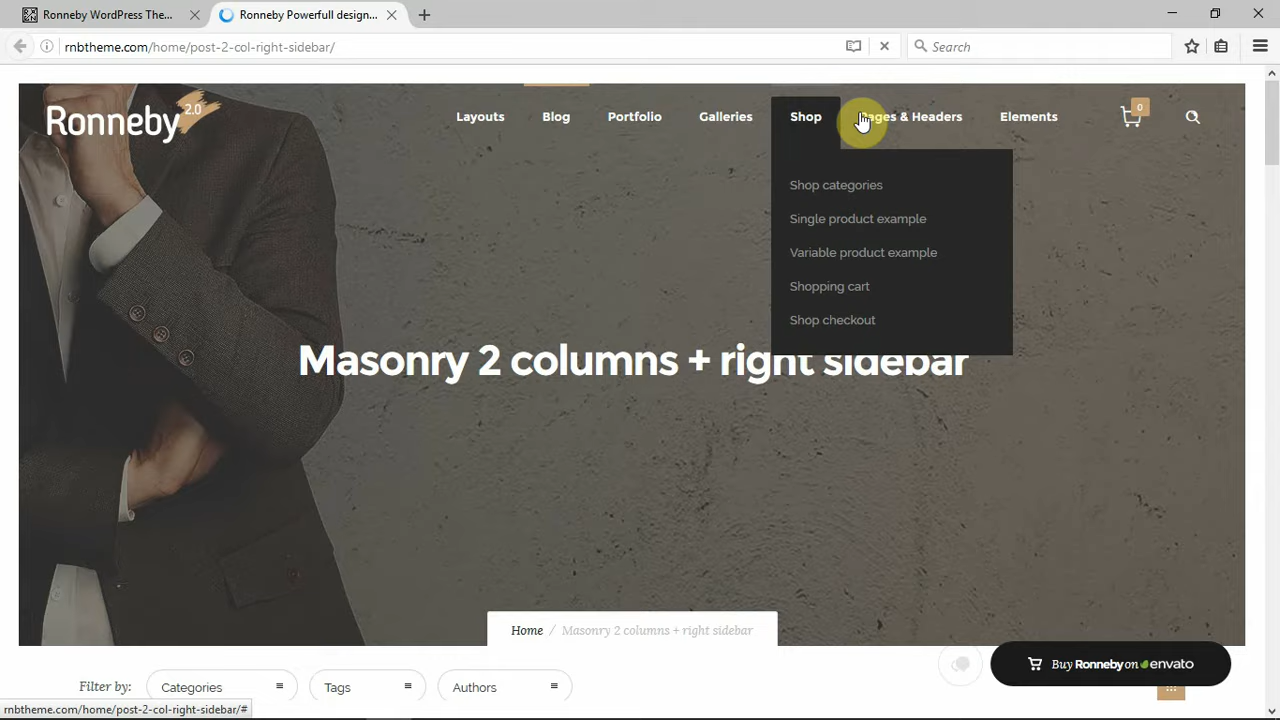 Ronneby WordPress The...
Ronneby Powerfull design...
rnbtheme.com/home/post-2-col-right-sidebar/
Search
Ronneby 2.0
Layouts
Blog
Portfolio
Galleries
Shop
Pages & Headers
Elements
0
Shop categories
Single product example
Variable product example
Shopping cart
Shop checkout
Masonry 2 columns + right sidebar
Home / Masonry 2 columns + right sidebar
Buy Ronneby on envato
Filter by:
Categories
Tags
Authors
rnbtheme.com/home/post-2-col-right-sidebar/#